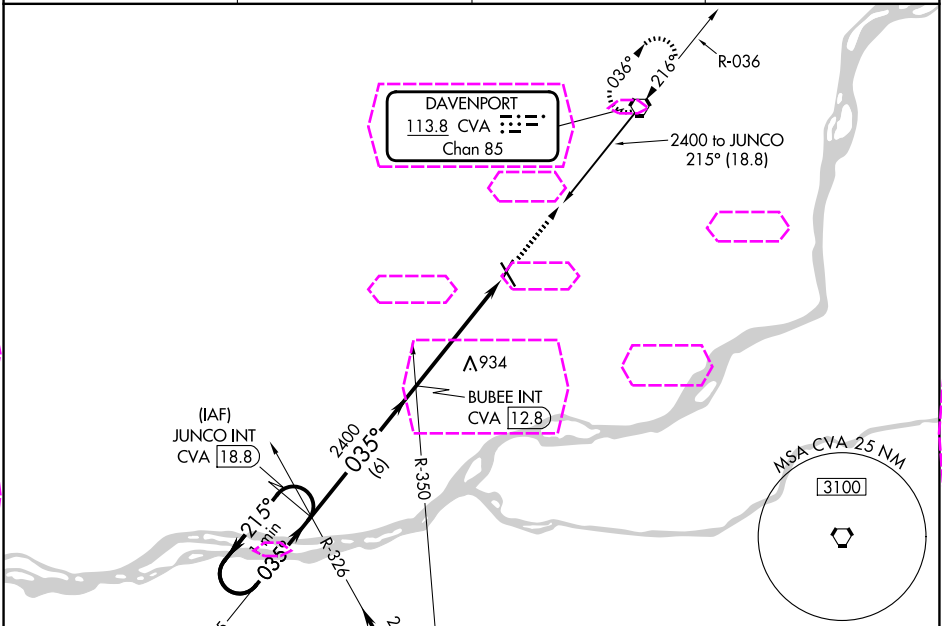 R-036
036°
216°
DAVENPORT
113.8 CVA
Chan 85
2400 to JUNCO
215° (18.8)
934
BUBEE INT
CVA 12.8
(IAF)
JUNCO INT
CVA 18.8
2400
035°
(6)
R-350
MSA CVA 25 NM
3100
215°
1 min
035°
R-326